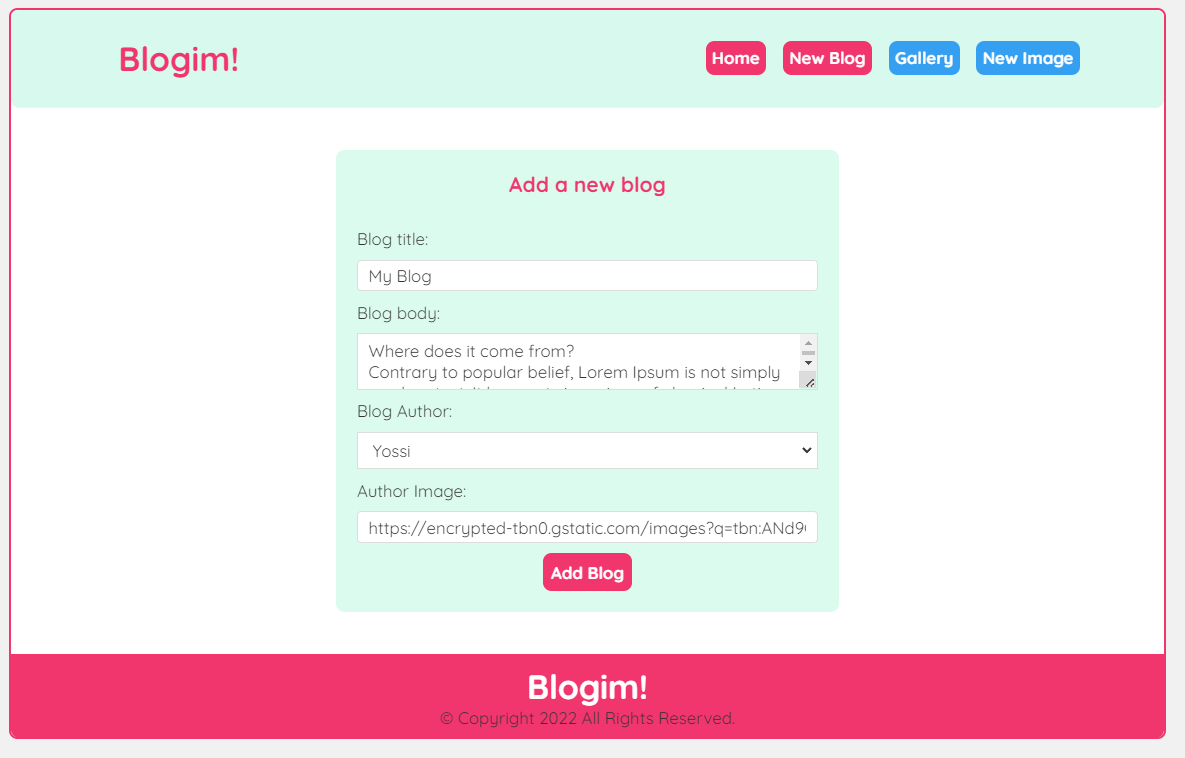 Blogim!
Home
New Blog
Gallery
New Image
Add a new blog
Blog title:
My Blog
Blog body:
Where does it come from?
Contrary to popular belief, Lorem Ipsum is not simply
Blog Author:
Yossi
Author Image:
https://encrypted-tbn0.gstatic.com/images?q=tbn:ANd9
Add Blog
Blogim!
© Copyright 2022 All Rights Reserved.